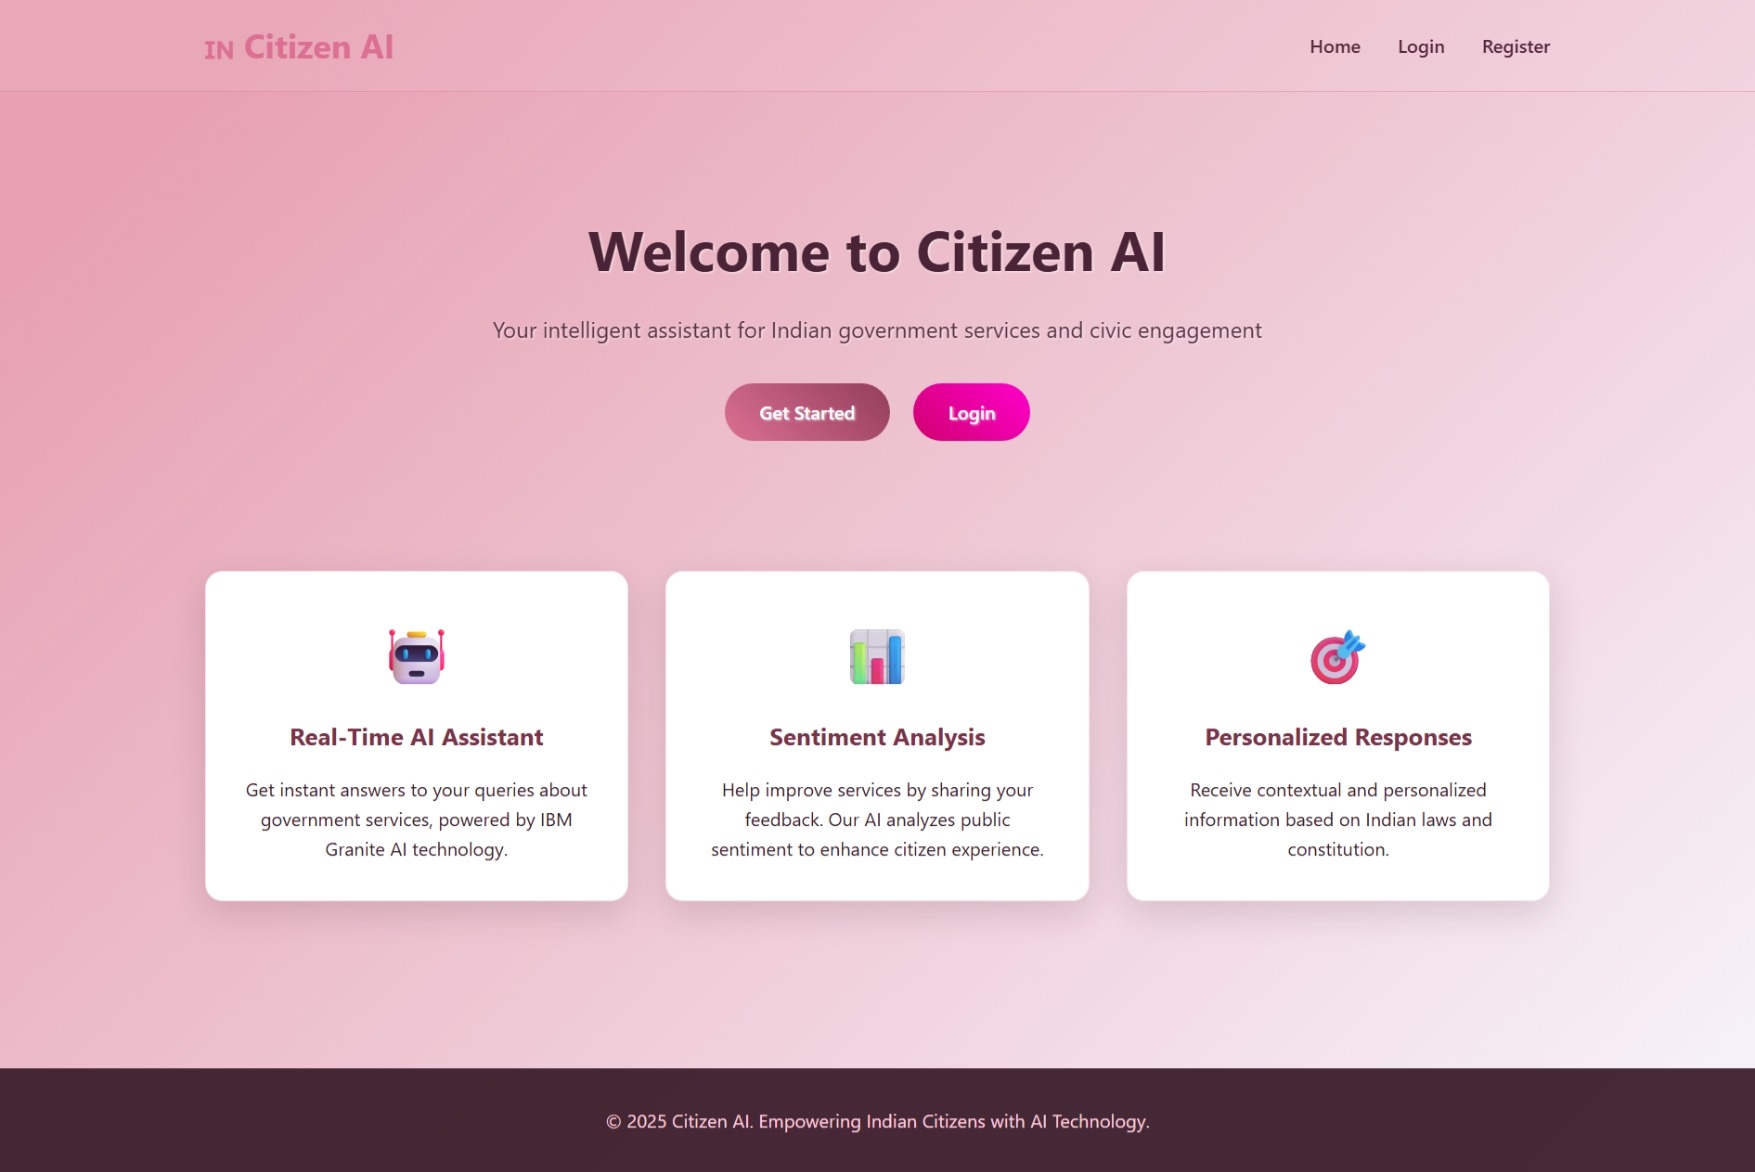 IN Citizen AI
Home Login Register
Welcome to Citizen AI
Your intelligent assistant for Indian government services and civic engagement
Get Started Login
Real-Time AI Assistant
Get instant answers to your queries about
government services, powered by IBM
Granite AI technology.
Sentiment Analysis
Help improve services by sharing your
feedback. Our AI analyzes public
sentiment to enhance citizen experience.
Personalized Responses
Receive contextual and personalized
information based on Indian laws and
constitution.
© 2025 Citizen AI. Empowering Indian Citizens with AI Technology.